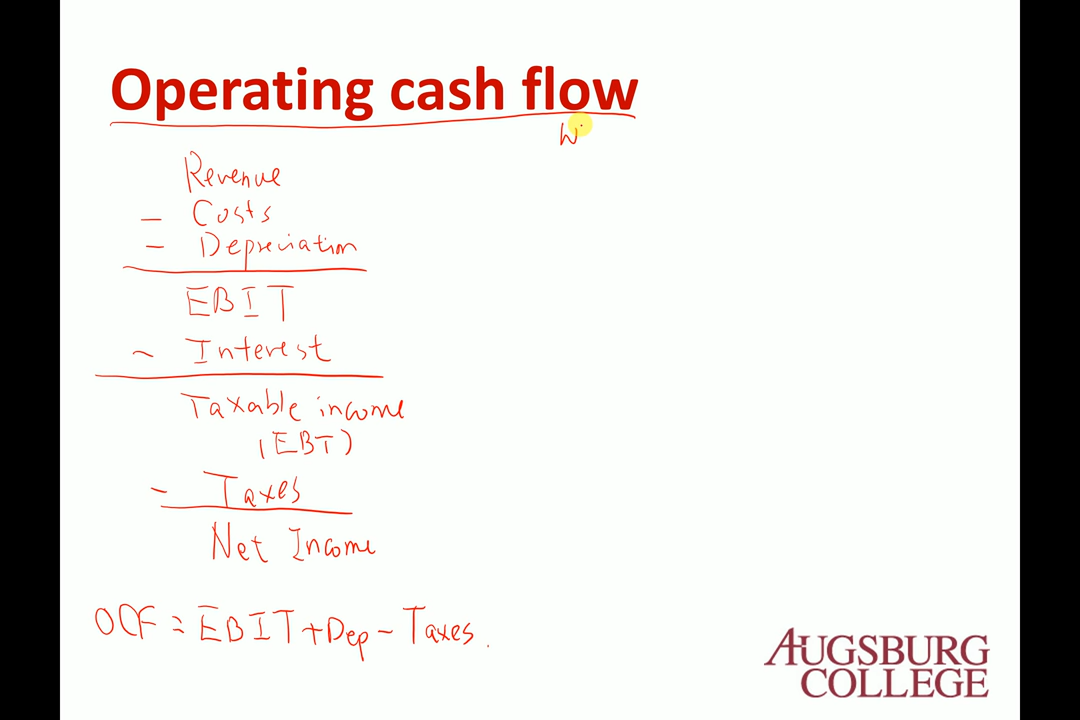 Operating cash flow
Revenue
- Costs
- Depreciation
EBIT
- Interest
Taxable income
(EBT)
- Taxes
Net Income
OCF = EBIT + Dep - Taxes.
AUGSBURG
COLLEGE